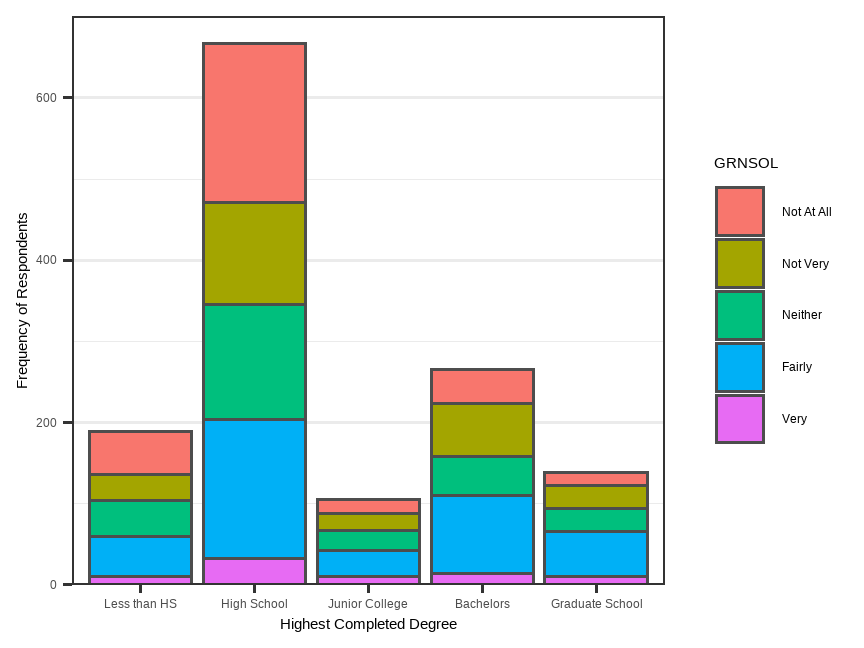 600
400
200
0
Frequency of Respondents
Less than HS
High School
Junior College
Bachelors
Graduate School
Highest Completed Degree
GRNSOL
Not At All
Not Very
Neither
Fairly
Very